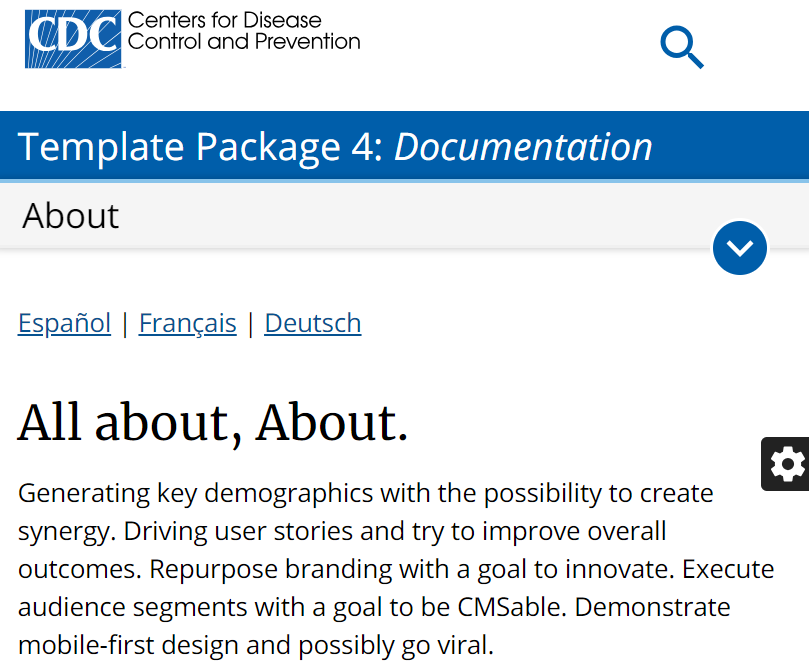 CDC Centers for Disease
Control and Prevention
Template Package 4: Documentation
About
Español | Français | Deutsch
All about, About.
Generating key demographics with the possibility to create
synergy. Driving user stories and try to improve overall
outcomes. Repurpose branding with a goal to innovate. Execute
audience segments with a goal to be CMSable. Demonstrate
mobile-first design and possibly go viral.